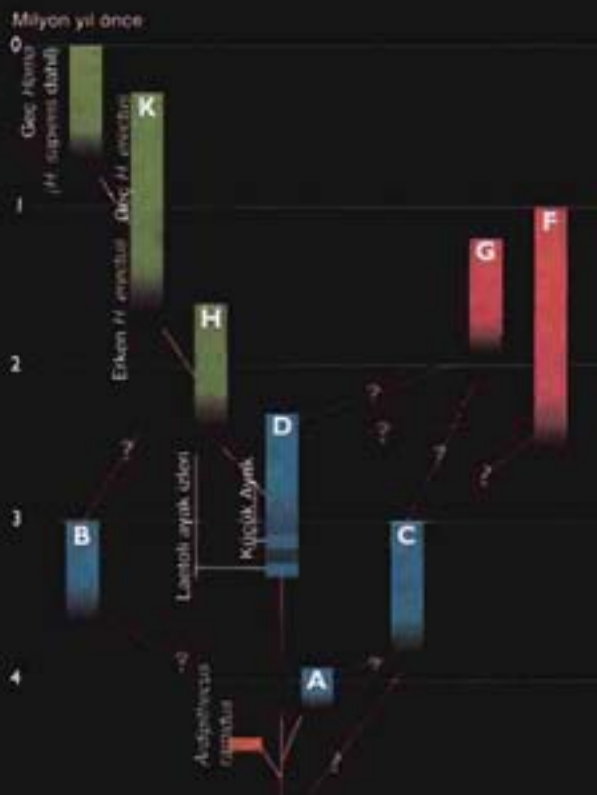 Milyon yıl önce
0
Geç Homo
(H. sapiens dahil)
K
Geç H. erectus
1
F
G
Erken H. erectus
H
2
?
D
?
?
?
?
Laetoli ayak izleri
Küçük Ayak
3
B
C
?
?
4
A
Ardipithecus
ramidus
?